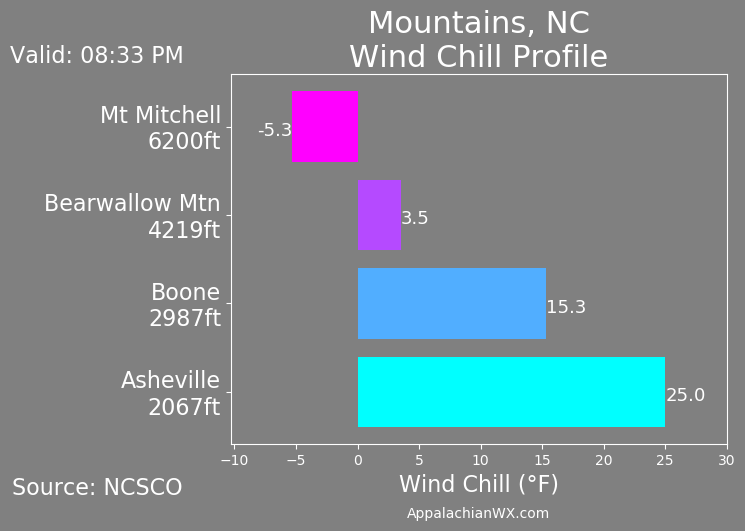 Mountains, NC
Wind Chill Profile
Valid: 08:33 PM
Mt Mitchell
6200ft
-5.3
Bearwallow Mtn
4219ft
3.5
Boone
2987ft
15.3
Asheville
2067ft
25.0
−10 −5 0 5 10 15 20 25 30
Wind Chill (°F)
Source: NCSCO
AppalachianWX.com